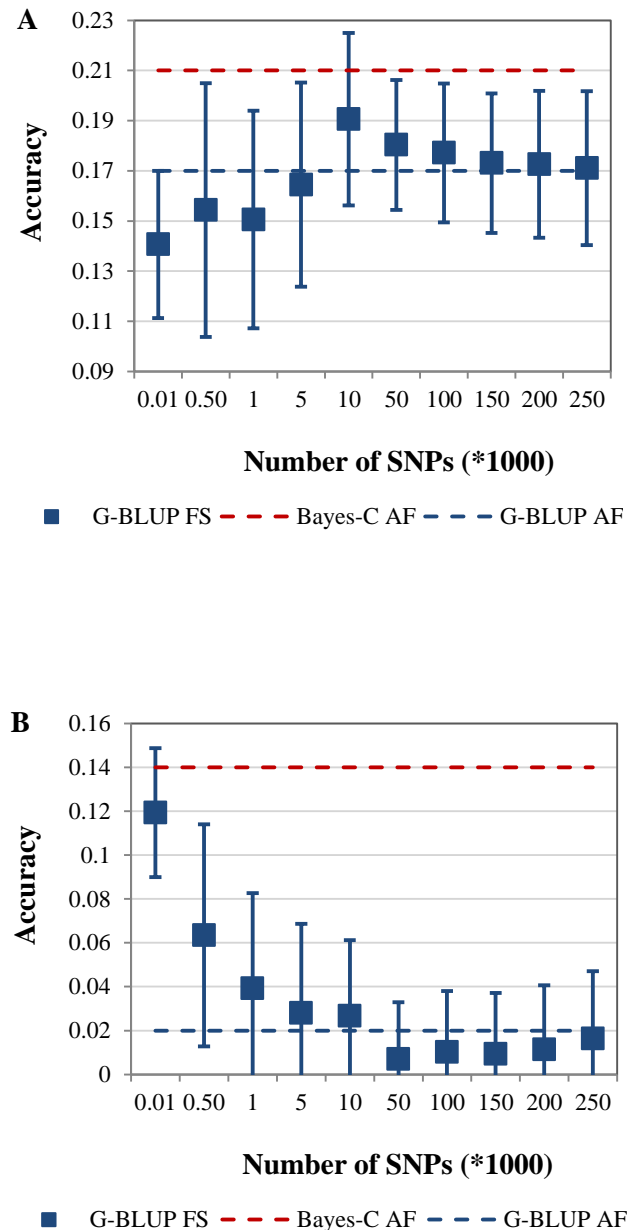 A
0.23
0.21
0.19
0.17
0.15
0.13
0.11
0.09
Accuracy
0.01 0.50 1 5 10 50 100 150 200 250
Number of SNPs (*1000)
G-BLUP FS Bayes-C AF G-BLUP AF
B
0.16
0.14
0.12
0.1
0.08
0.06
0.04
0.02
0
Accuracy
0.01 0.50 1 5 10 50 100 150 200 250
Number of SNPs (*1000)
G-BLUP FS Bayes-C AF G-BLUP AF